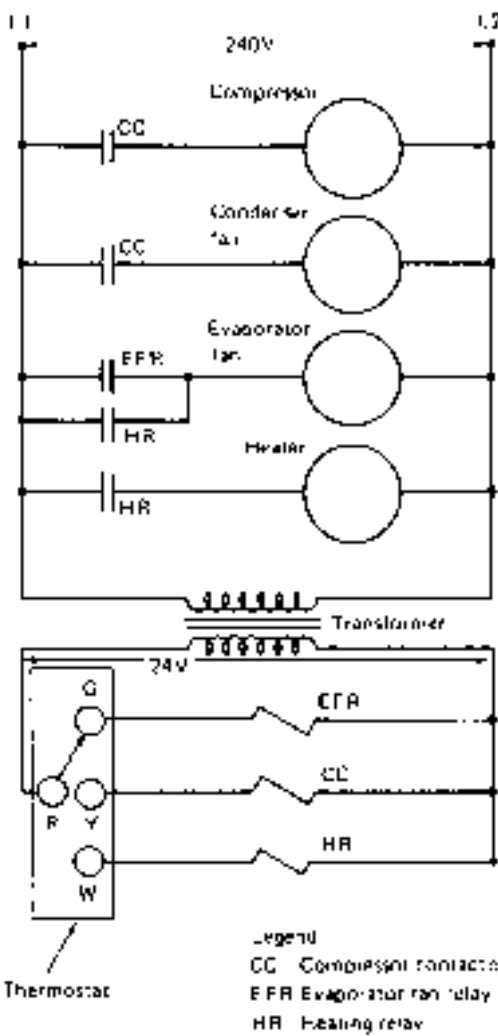 L1
L2
240V
Compressor
CC
Condenser
fan
CC
Evaporator
fan
EFR
HR
Heater
HR
Transformer
24V
G
EFR
R
Y
CC
W
HR
Thermostat
Legend
CC Compressor contacto
EFR Evaporator fan relay
HR Heating relay